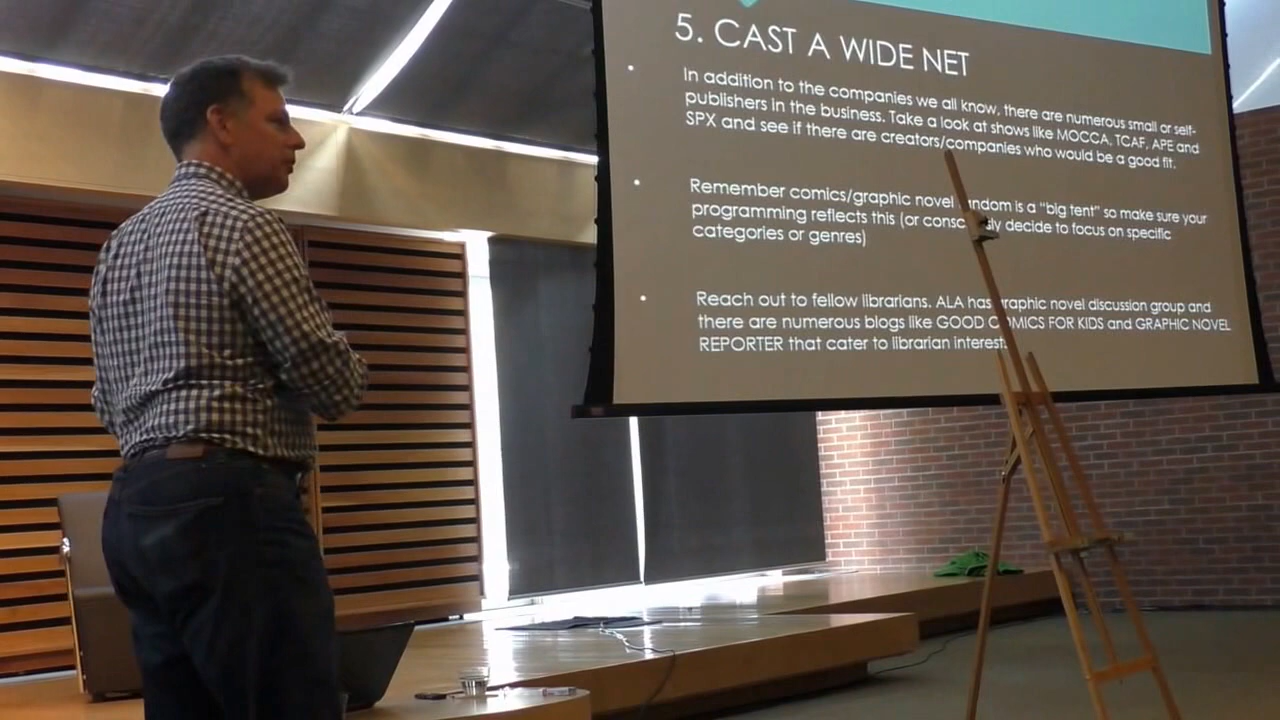 5. CAST A WIDE NET
In addition to the companies we all know, there are numerous small or self-
publishers in the business. Take a look at shows like MOCCA, TCAF, APE and
SPX and see if there are creators/companies who would be a good fit.
Remember comics/graphic novel is a "big tent" so make sure your
programming reflects this (or decide to focus on specific
categories or genres)
Reach out to fellow librarians. ALA has graphic novel discussion group and
there are numerous blogs like GOOD COMICS FOR KIDS and GRAPHIC NOVEL
REPORTER that cater to librarian interests